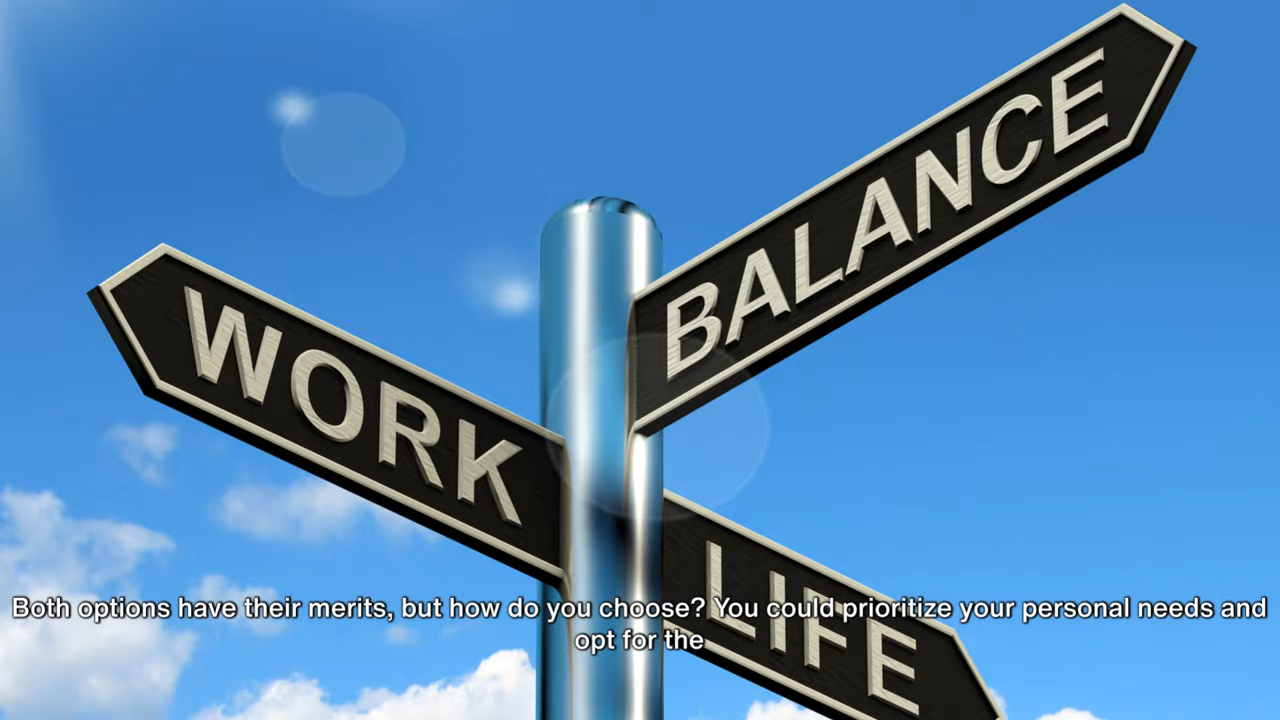 BALANCE
WORK
LIFE
Both options have their merits, but how do you choose? You could prioritize your personal needs and
opt for the